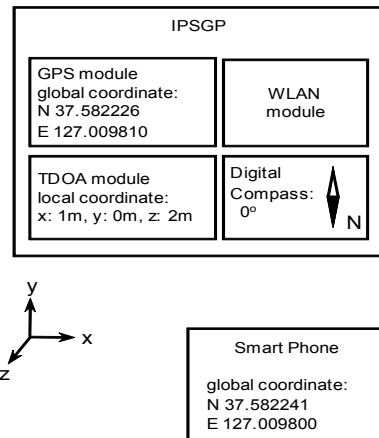 IPSGP
GPS module
global coordinate:
N 37.582226
E 127.009810
WLAN
module
TDOA module
local coordinate:
x: 1m, y: 0m, z: 2m
Digital
Compass:
0°
N
y
x
z
Smart Phone
global coordinate:
N 37.582241
E 127.009800